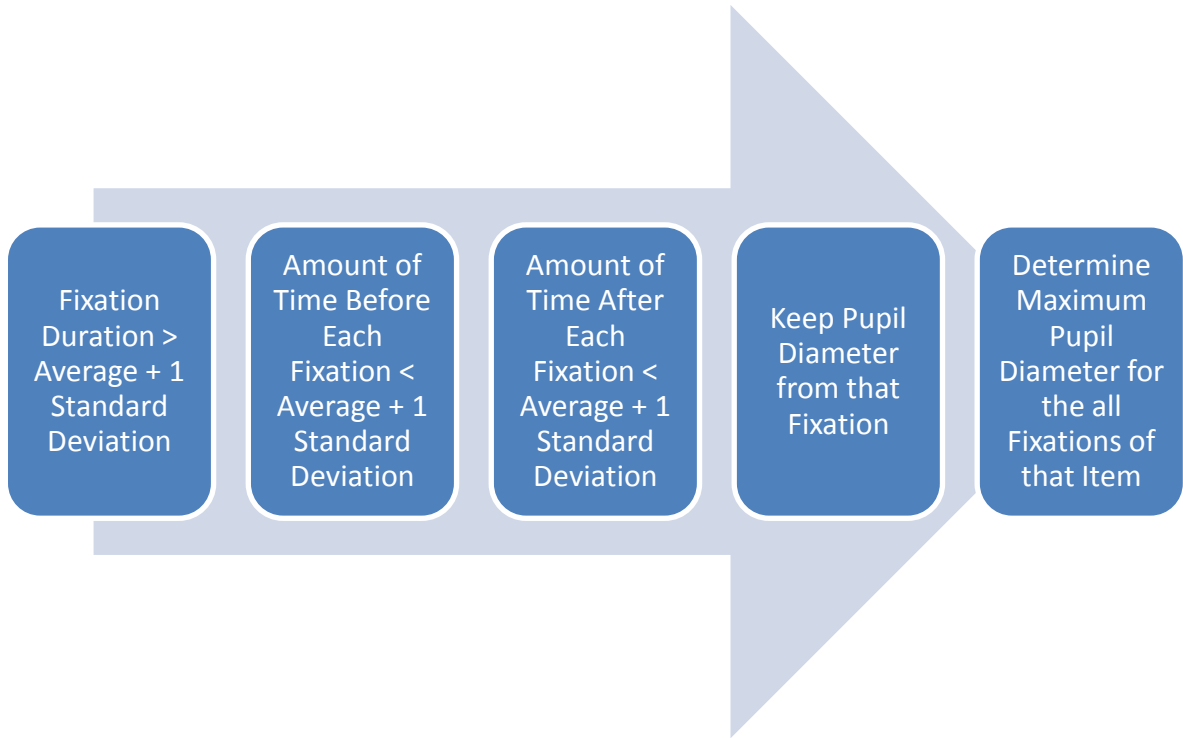 Fixation
Duration >
Average + 1
Standard
Deviation
Amount of
Time Before
Each
Fixation <
Average + 1
Standard
Deviation
Amount of
Time After
Each
Fixation <
Average + 1
Standard
Deviation
Keep Pupil
Diameter
from that
Fixation
Determine
Maximum
Pupil
Diameter for
the all
Fixations of
that Item